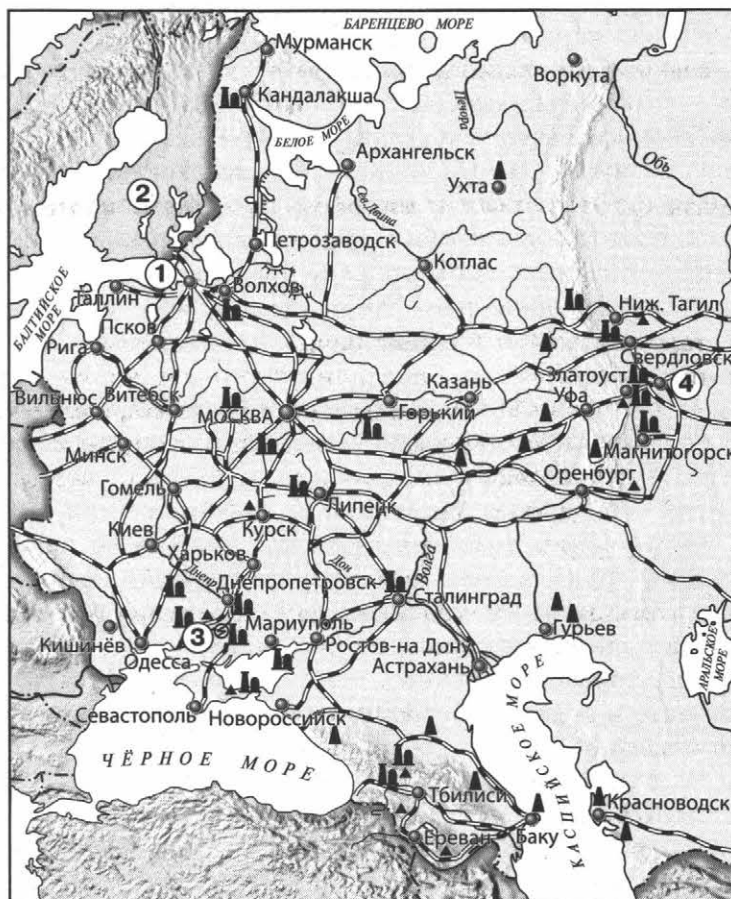 БАРЕНЦЕВО МОРЕ
Мурманск
Воркута
Кандалакша
Печора
БЕЛОЕ МОРЕ
Архангельск
Обь
Ухта
2
Сев. Двина
Петрозаводск
Котлас
1
Волхов
Таллин
Ниж. Тагил
БАЛТИЙСКОЕ
МОРЕ
Псков
Рига
Свердловск
Златоуст
4
Казань
Вильнюс
Витебск
МОСКВА
Горький
Уфа
Минск
Магнитогорск
Оренбург
Гомель
Липецк
Курск
Киев
Харьков
Дон
Волга
Днепр
Днепропетровск
Сталинград
3
Мариуполь
Гурьев
Кишинёв
Одесса
Ростов-на Дону
Астрахань
АРАЛЬСКОЕ
МОРЕ
Севастополь
Новороссийск
ЧЁРНОЕ МОРЕ
КАСПИЙСКОЕ МОРЕ
Тбилиси
Красноводск
Ереван
Баку